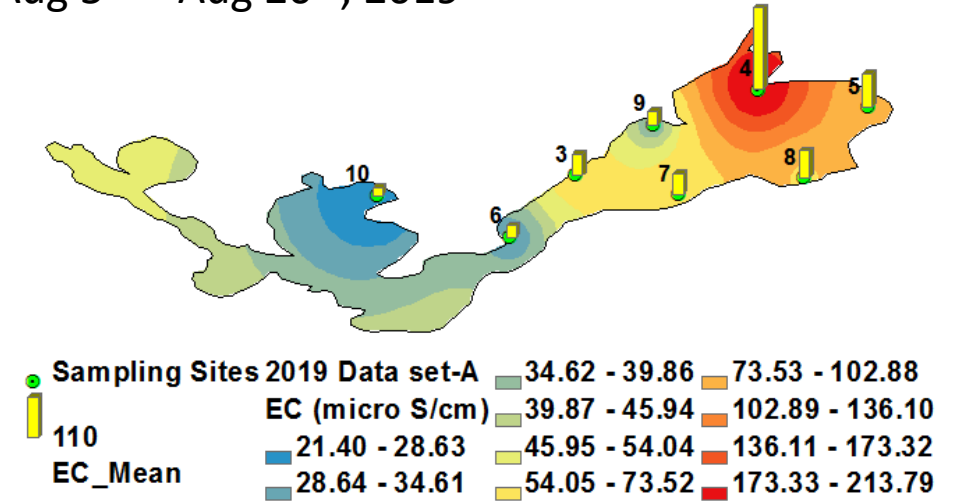 Aug 20th, 2019
4
5
9
3
8
10
7
6
Sampling Sites
110
EC_Mean
2019 Data set-A
EC (micro S/cm)
21.40 - 28.63
28.64 - 34.61
34.62 - 39.86
39.87 - 45.94
45.95 - 54.04
54.05 - 73.52
73.53 - 102.88
102.89 - 136.10
136.11 - 173.32
173.33 - 213.79